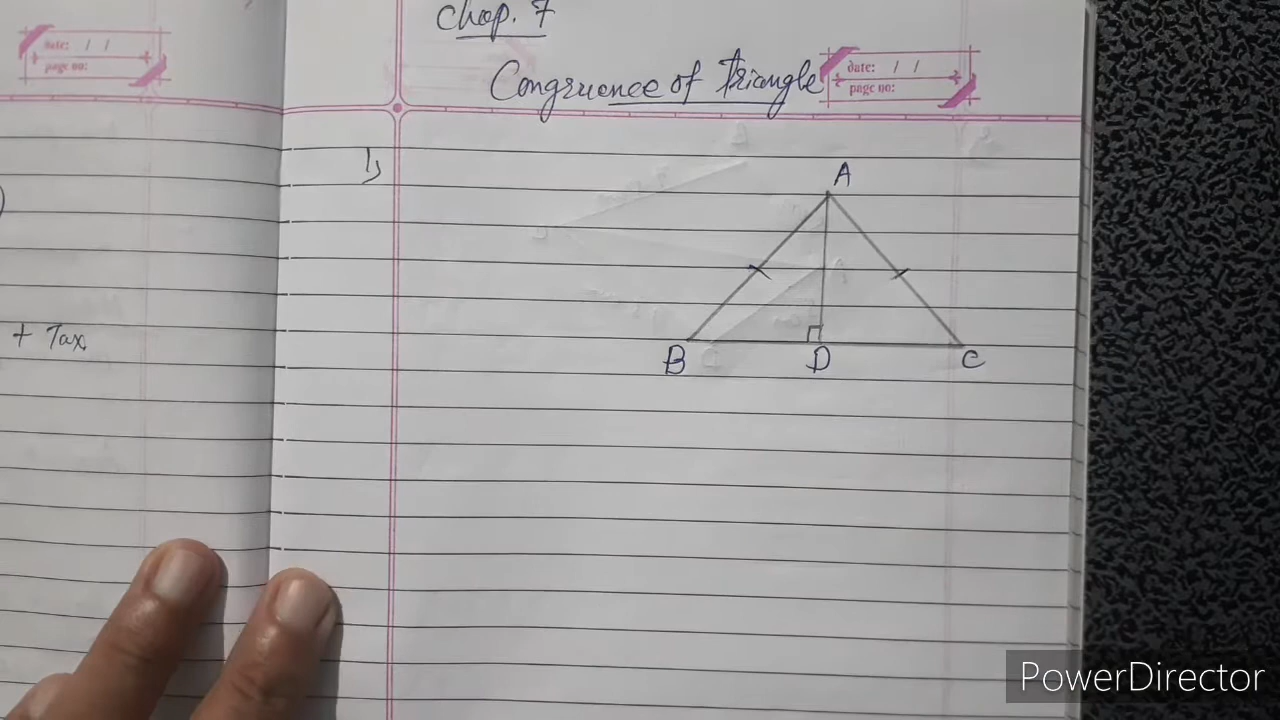 Chap. 7
Congruence of Triangle
date: / /
page no:
date: / /
page no:
1)
A
B
D
C
+ Tax
PowerDirector